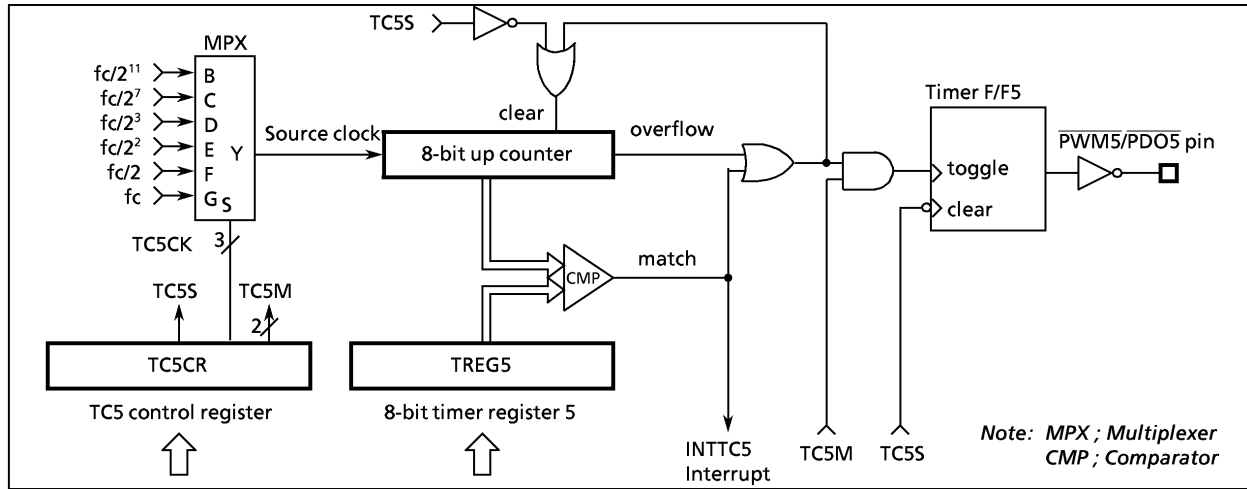 TC5S
MPX
fc/2¹¹ B
fc/2⁷ C
fc/2³ D
fc/2² E Y
fc/2 F
fc G S
Source clock
clear
8-bit up counter
overflow
Timer F/F5
toggle
clear
PWM5/PDO5 pin
TC5CK 3
TC5S
TC5M
2
CMP
match
TC5CR
TREG5
TC5 control register
8-bit timer register 5
INTTC5
Interrupt
TC5M
TC5S
Note: MPX ; Multiplexer
CMP ; Comparator